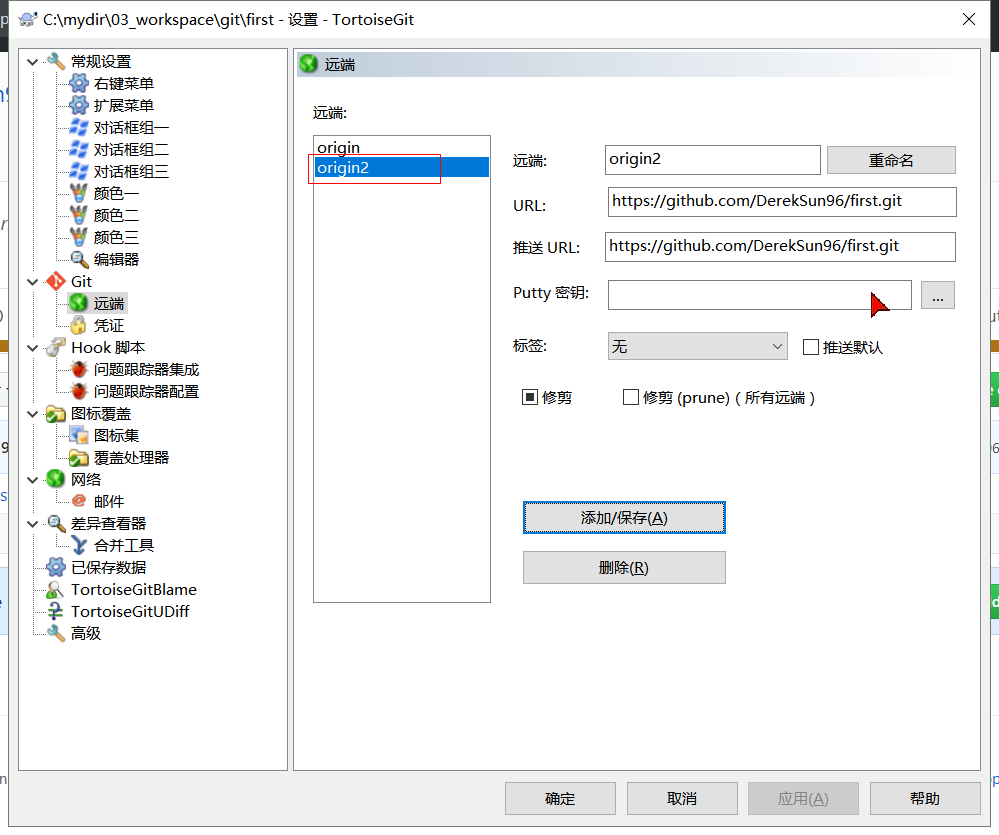 C:\mydir\03_workspace\git\first - 设置 - TortoiseGit
常规设置
右键菜单
扩展菜单
对话框组一
对话框组二
对话框组三
颜色一
颜色二
颜色三
编辑器
Git
远端
凭证
Hook 脚本
问题跟踪器集成
问题跟踪器配置
图标覆盖
图标集
覆盖处理器
网络
邮件
差异查看器
合并工具
已保存数据
TortoiseGitBlame
TortoiseGitUDiff
高级
远端
远端:
origin
origin2
远端: origin2 重命名
URL: https://github.com/DerekSun96/first.git
推送 URL: https://github.com/DerekSun96/first.git
Putty 密钥: ...
标签: 无 推送默认
修剪 修剪 (prune) ( 所有远端 )
添加/保存(A)
删除(R)
确定 取消 应用(A) 帮助